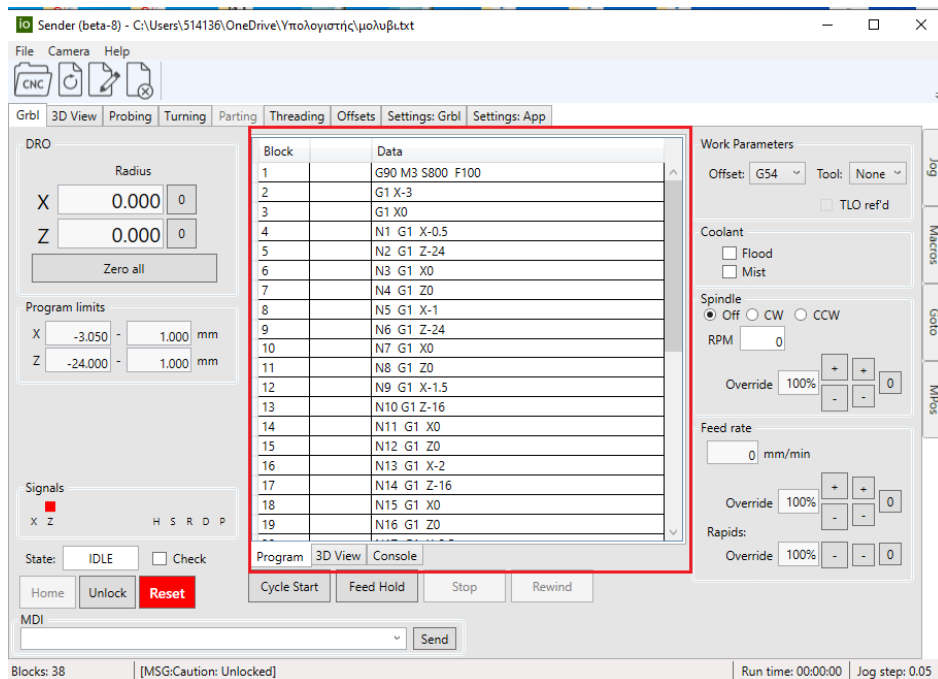 io Sender (beta-8) - C:\Users\514136\OneDrive\Υπολογιστής\μολυβι.txt
File Camera Help
CNC
Grbl 3D View Probing Turning Parting Threading Offsets Settings: Grbl Settings: App
DRO
Radius
X 0.000 0
Z 0.000 0
Zero all
Program limits
X -3.050 - 1.000 mm
Z -24.000 - 1.000 mm
Signals
X Z H S R D P
State: IDLE Check
Home Unlock Reset
Block Data
1 G90 M3 S800 F100
2 G1 X-3
3 G1 X0
4 N1 G1 X-0.5
5 N2 G1 Z-24
6 N3 G1 X0
7 N4 G1 Z0
8 N5 G1 X-1
9 N6 G1 Z-24
10 N7 G1 X0
11 N8 G1 Z0
12 N9 G1 X-1.5
13 N10 G1 Z-16
14 N11 G1 X0
15 N12 G1 Z0
16 N13 G1 X-2
17 N14 G1 Z-16
18 N15 G1 X0
19 N16 G1 Z0
Program 3D View Console
Cycle Start Feed Hold Stop Rewind
Work Parameters
Offset: G54 Tool: None
TLO ref'd
Coolant
Flood
Mist
Spindle
Off CW CCW
RPM 0
Override 100% + - + - 0
Feed rate
0 mm/min
Override 100% + - + - 0
Rapids:
Override 100% - - 0
Jog
Macros
Goto
MPos
MDI
Send
Blocks: 38 [MSG:Caution: Unlocked] Run time: 00:00:00 Jog step: 0.05